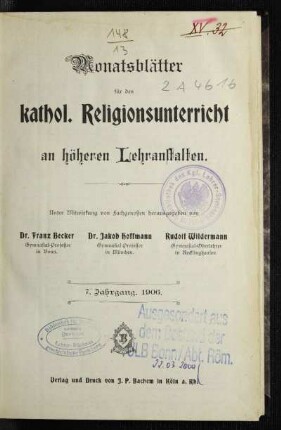 148
13
XV. 32
Monatsblätter
für den
2 A 4616
kathol. Religionsunterricht
an höheren Lehranstalten.
Unter Mitwirkung von Fachgenossen herausgegeben von
Dr. Franz Becker
Gymnasial-Professor
in Bonn.
Dr. Jakob Hoffmann
Gymnasial-Professor
in München.
Rudolf Wildermann
Gymnasial-Oberlehrer
in Recklinghausen
7. Jahrgang. 1906.
Ausgesondert aus
dem Bestand der
ULB Bonn/Abt. Röm.
Verlag und Druck von J. P. Bachem in Köln a. Rh.